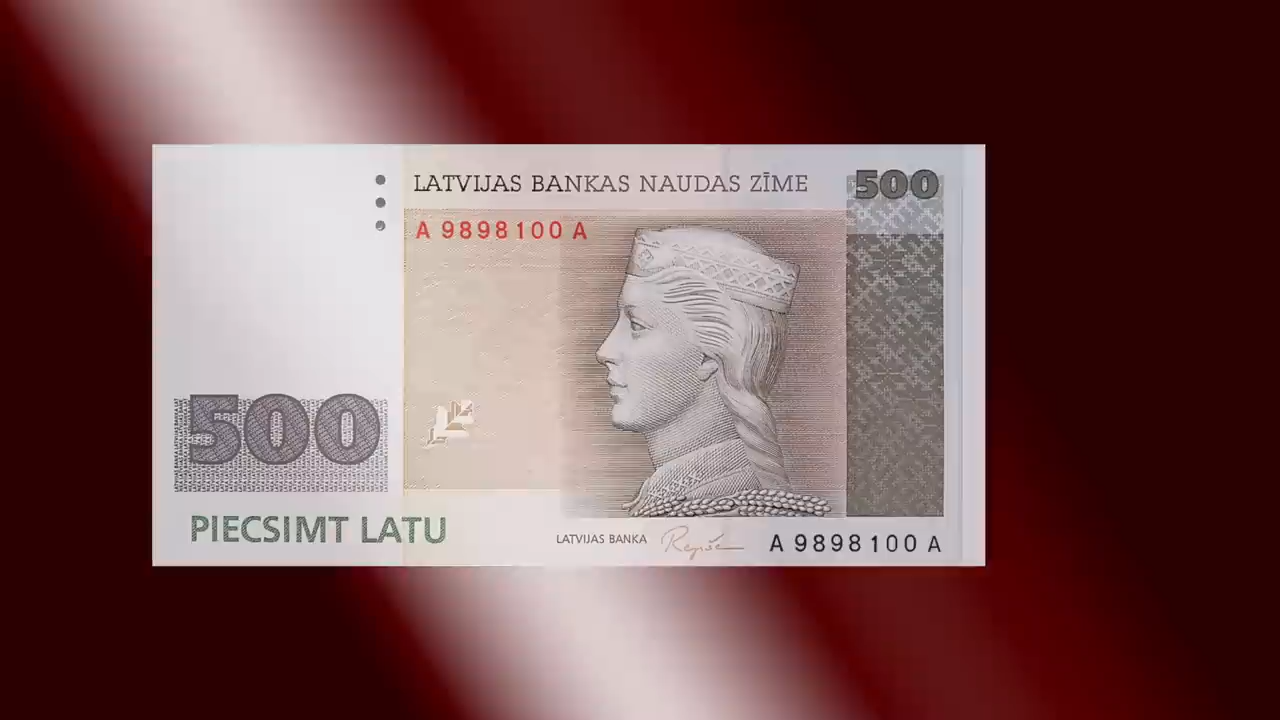 LATVIJAS BANKAS NAUDAS ZĪME
500
A 9898100 A
500
PIECSIMT LATU
LATVIJAS BANKA
A 9898100 A